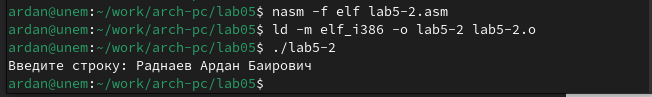 ardan@unem:~/work/arch-pc/lab05$ nasm -f elf lab5-2.asm
ardan@unem:~/work/arch-pc/lab05$ ld -m elf_i386 -o lab5-2 lab5-2.o
ardan@unem:~/work/arch-pc/lab05$ ./lab5-2
Введите строку: Раднаев Ардан Баирович
ardan@unem:~/work/arch-pc/lab05$